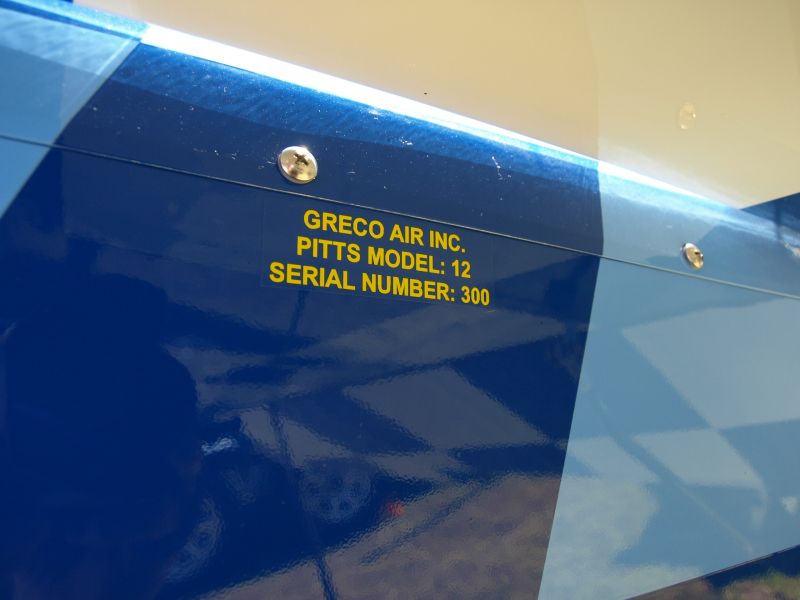 GRECO AIR INC.
PITTS MODEL: 12
SERIAL NUMBER: 300